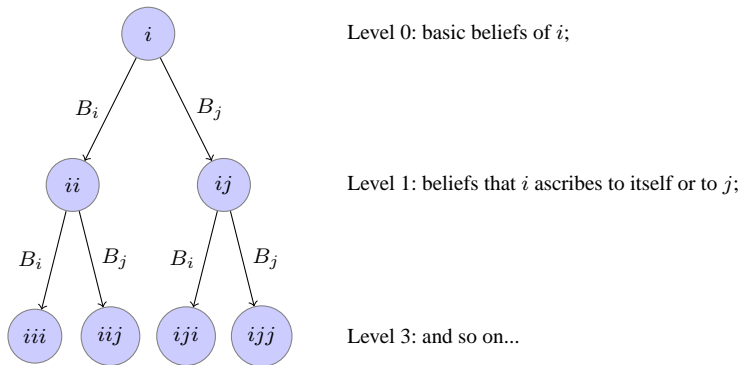 i Level 0: basic beliefs of i;
B_i B_j
ii ij Level 1: beliefs that i ascribes to itself or to j;
B_i B_j B_i B_j
iii iij iji ijj Level 3: and so on...